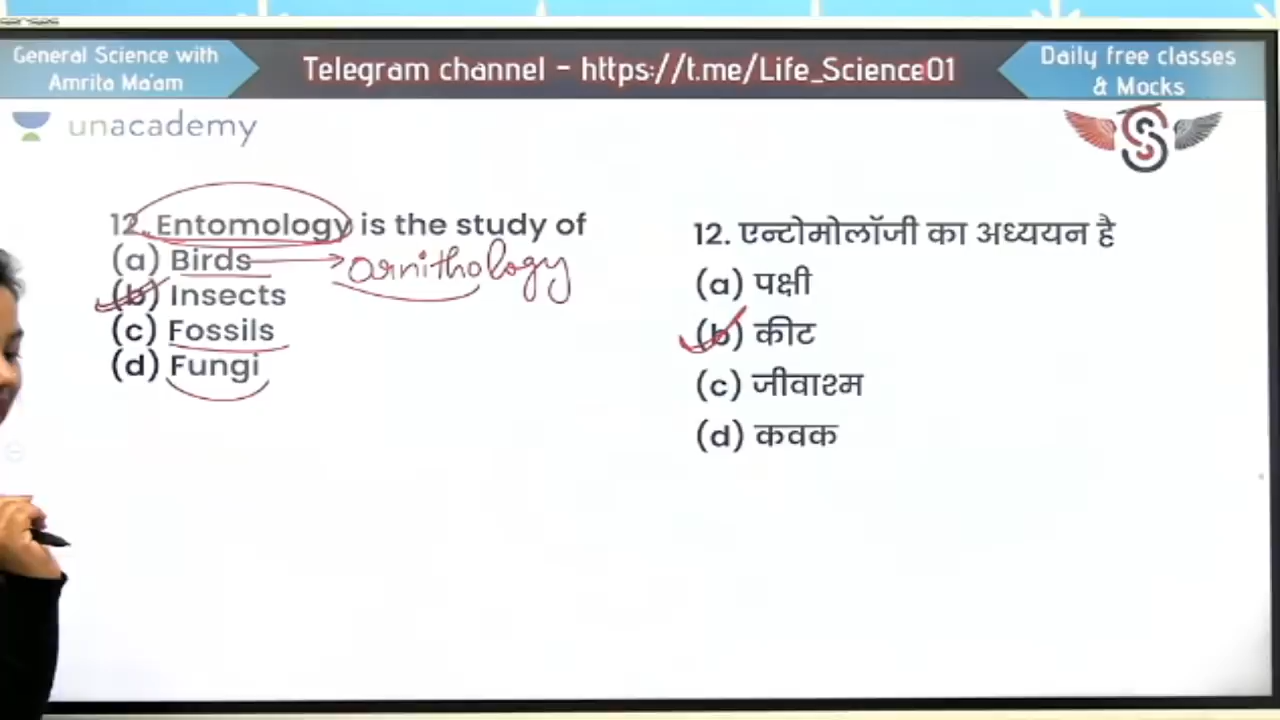 General Science with
Amrita Ma'am
Telegram channel - https://t.me/Life_Science01
Daily free classes
& Mocks
unacademy
12. Entomology is the study of
(a) Birds → Ornithology
(b) Insects
(c) Fossils
(d) Fungi
12. एन्टोमोलॉजी का अध्ययन है
(a) पक्षी
(b) कीट
(c) जीवाश्म
(d) कवक